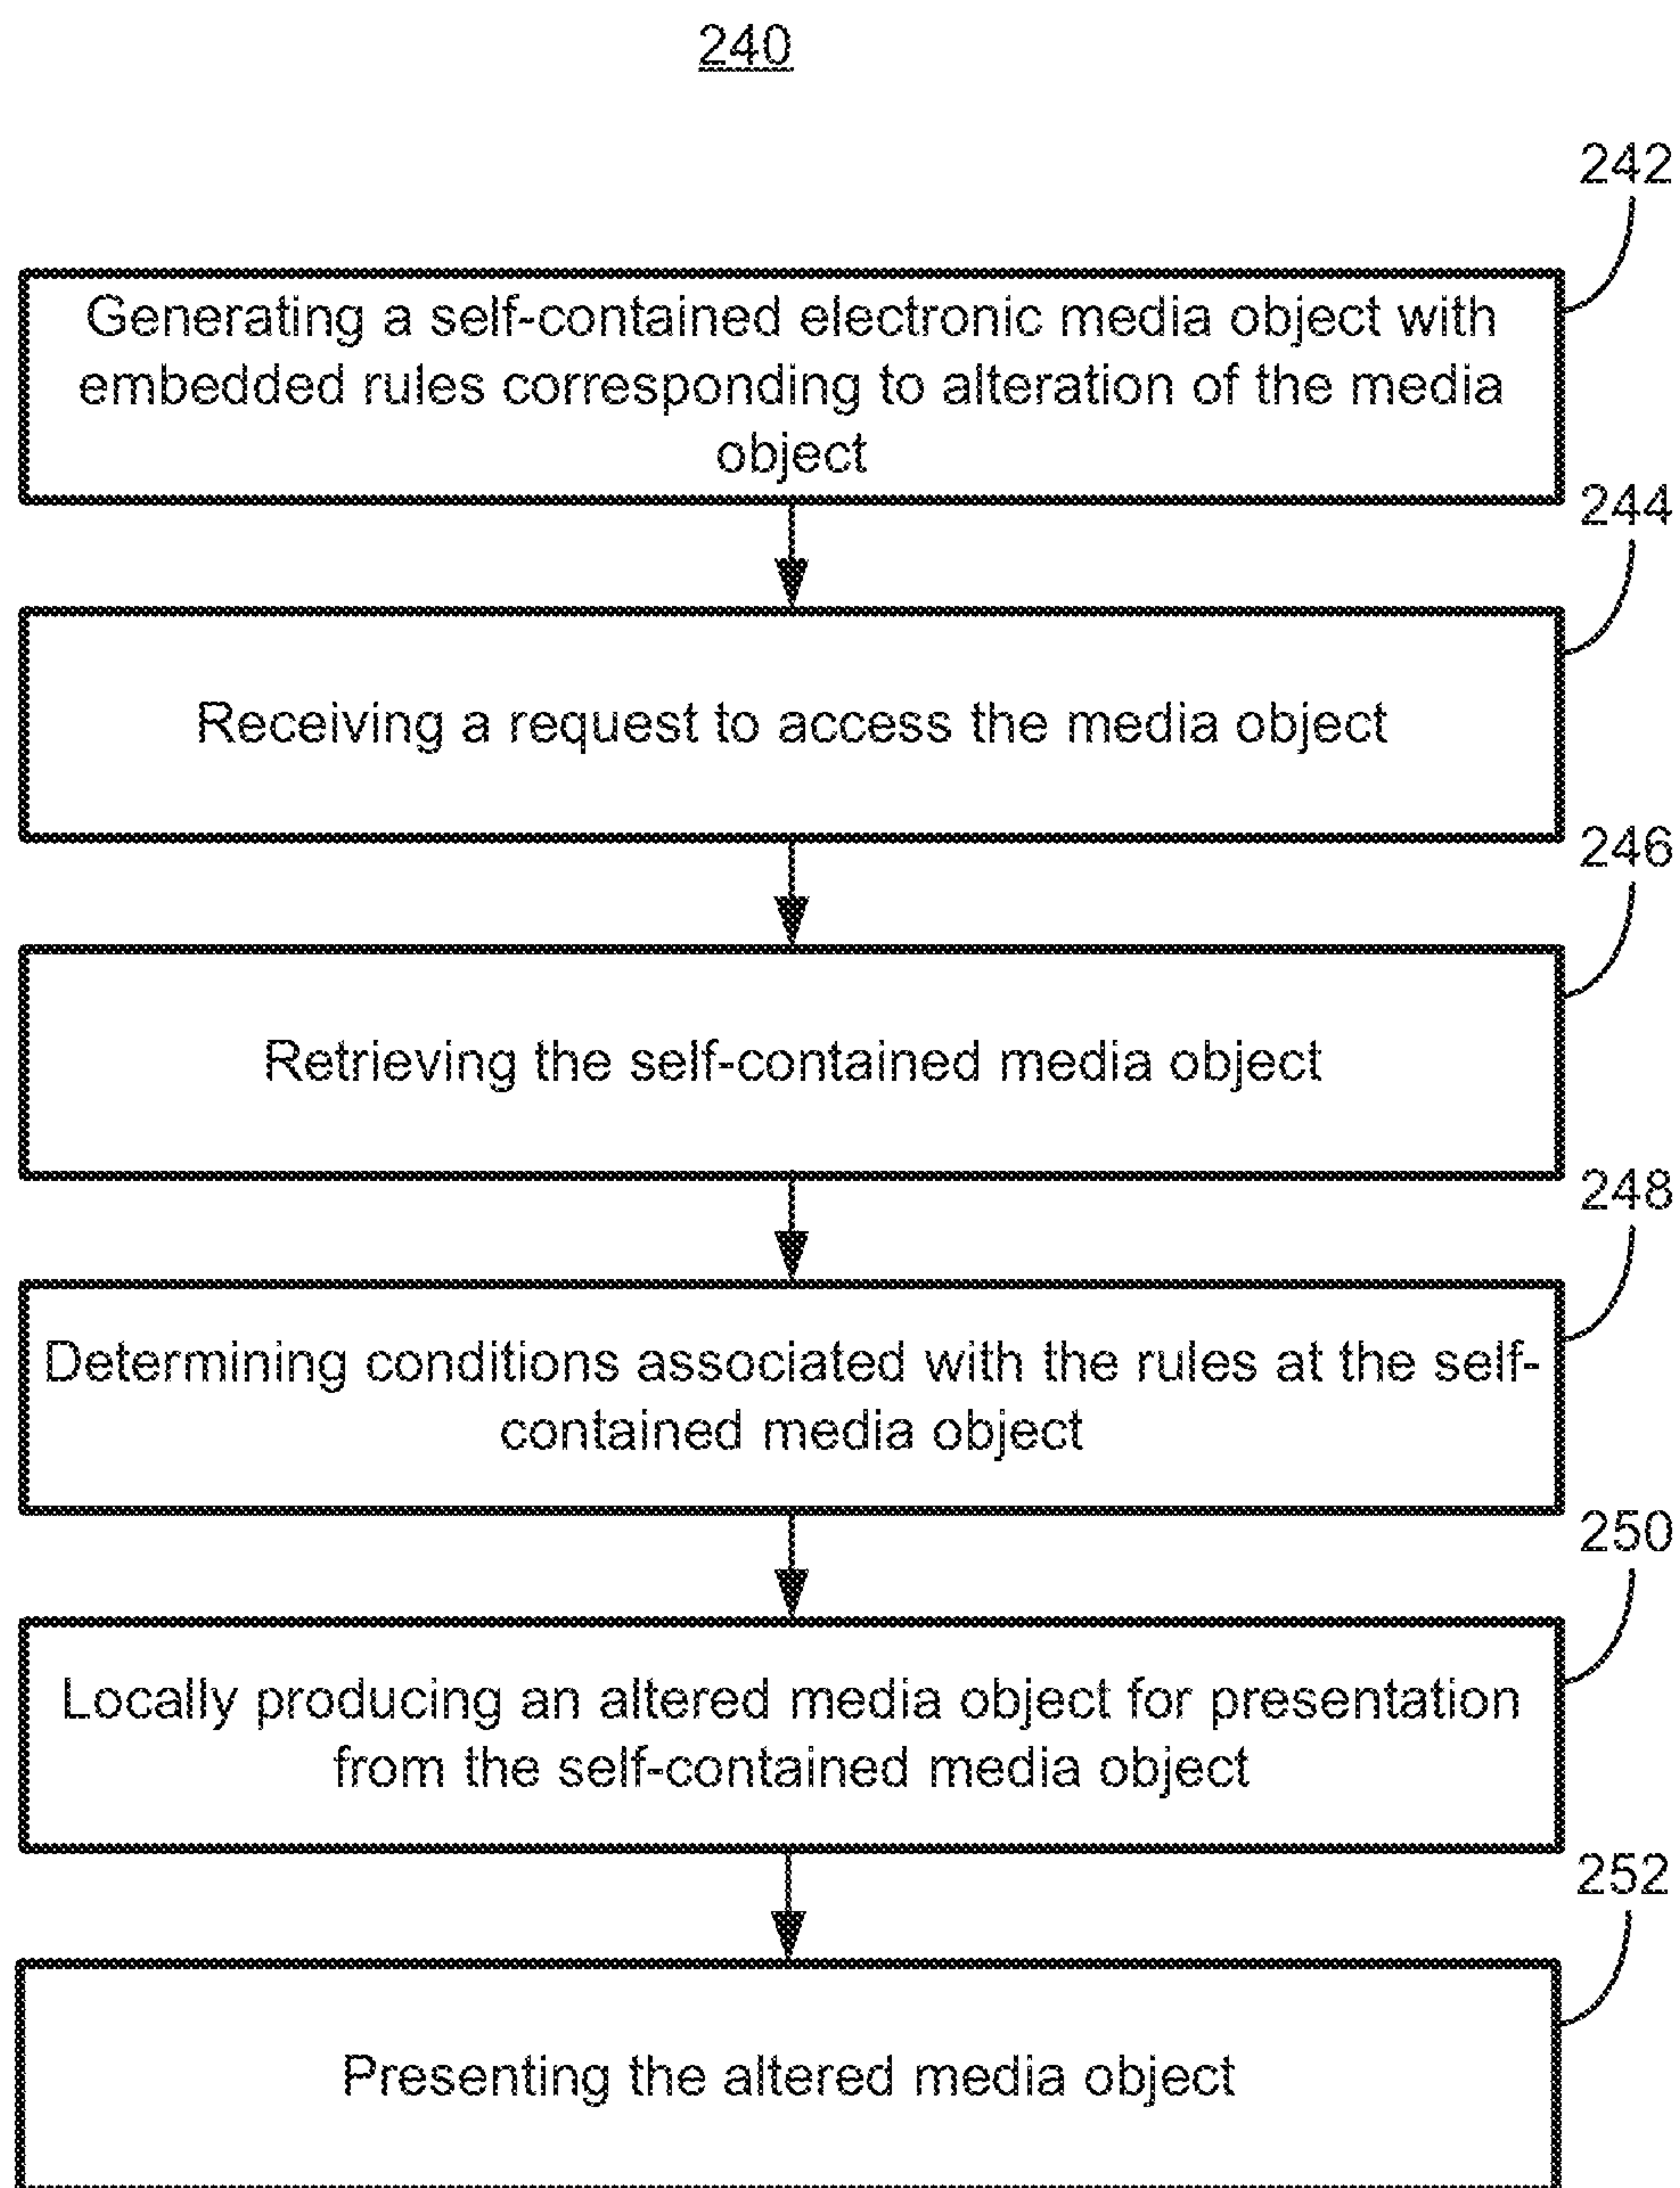 240
242
Generating a self-contained electronic media object with
embedded rules corresponding to alteration of the media
object
244
Receiving a request to access the media object
246
Retrieving the self-contained media object
248
Determining conditions associated with the rules at the self-
contained media object
250
Locally producing an altered media object for presentation
from the self-contained media object
252
Presenting the altered media object